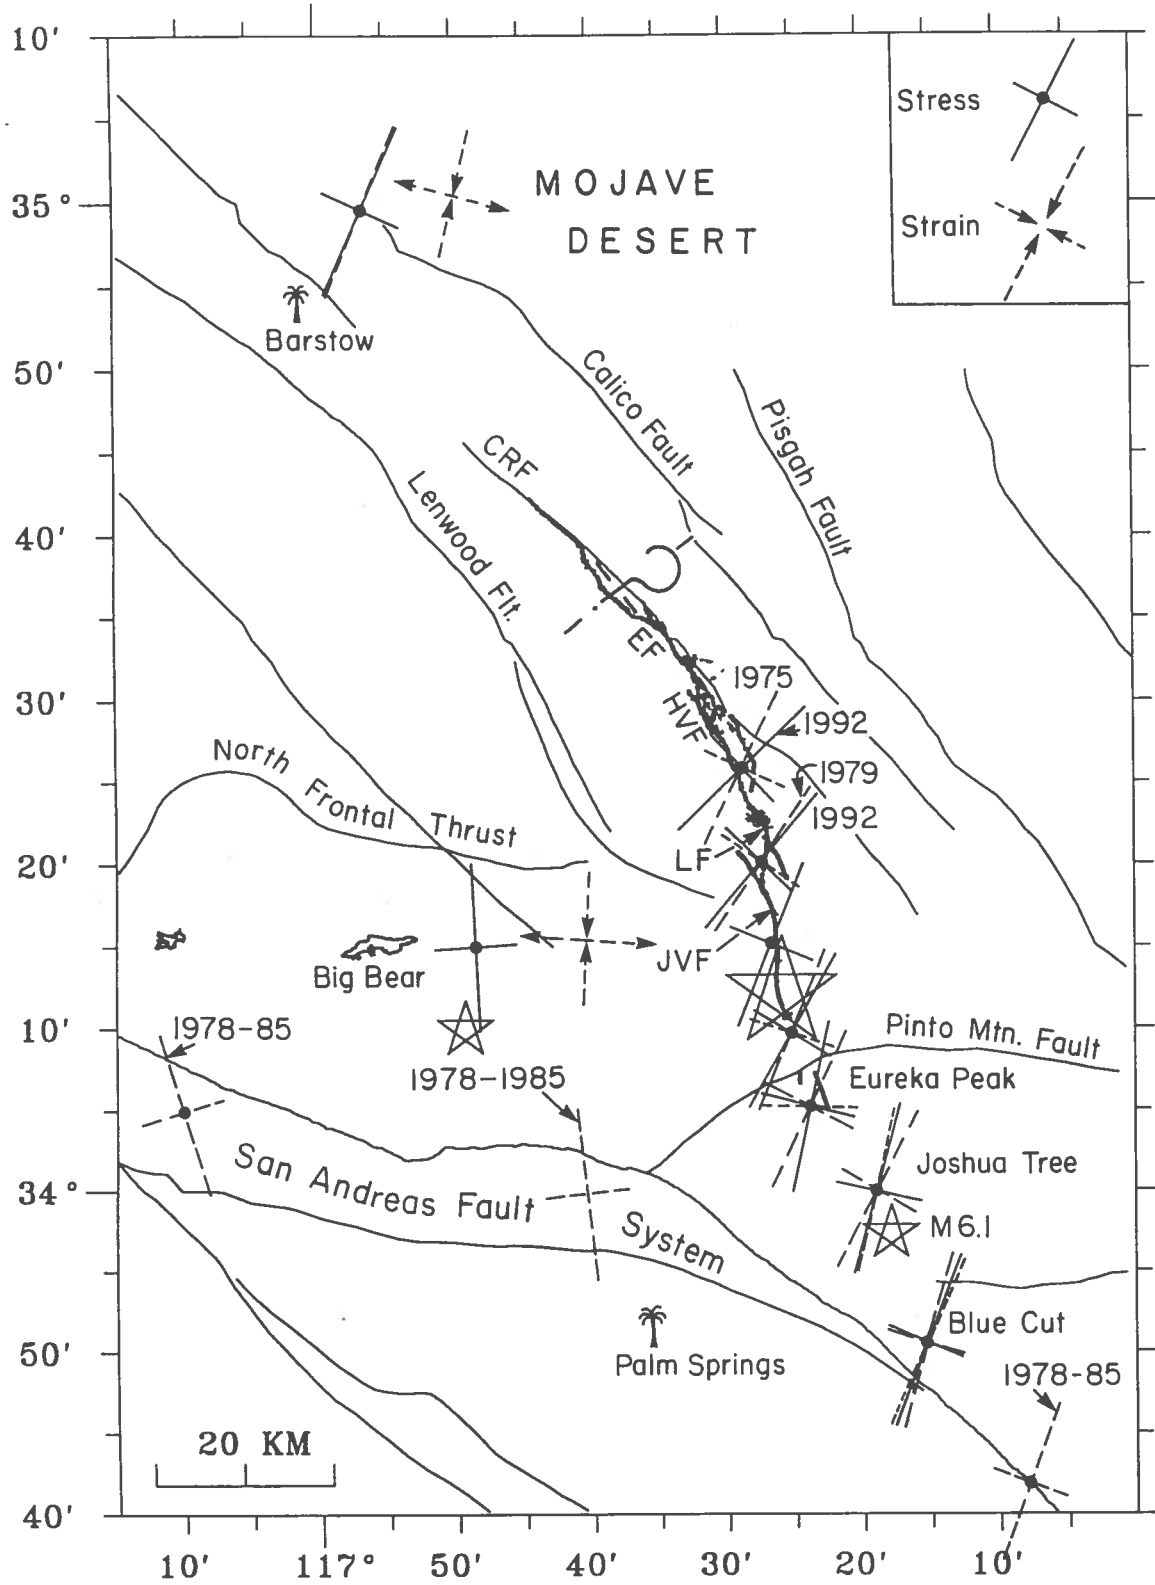 10'
Stress
MOJAVE
DESERT
35°
Strain
Barstow
50'
Calico Fault
Pisgah Fault
CRF
Lenwood Flt.
40'
?
EF
1975
30'
HVF
1992
North Frontal Thrust
1979
1992
LF
20'
JVF
Big Bear
1978-85
10'
Pinto Mtn. Fault
1978-1985
Eureka Peak
San Andreas Fault System
Joshua Tree
34°
M6.1
Blue Cut
50'
Palm Springs
1978-85
20 KM
40'
10'
117°
50'
40'
30'
20'
10'